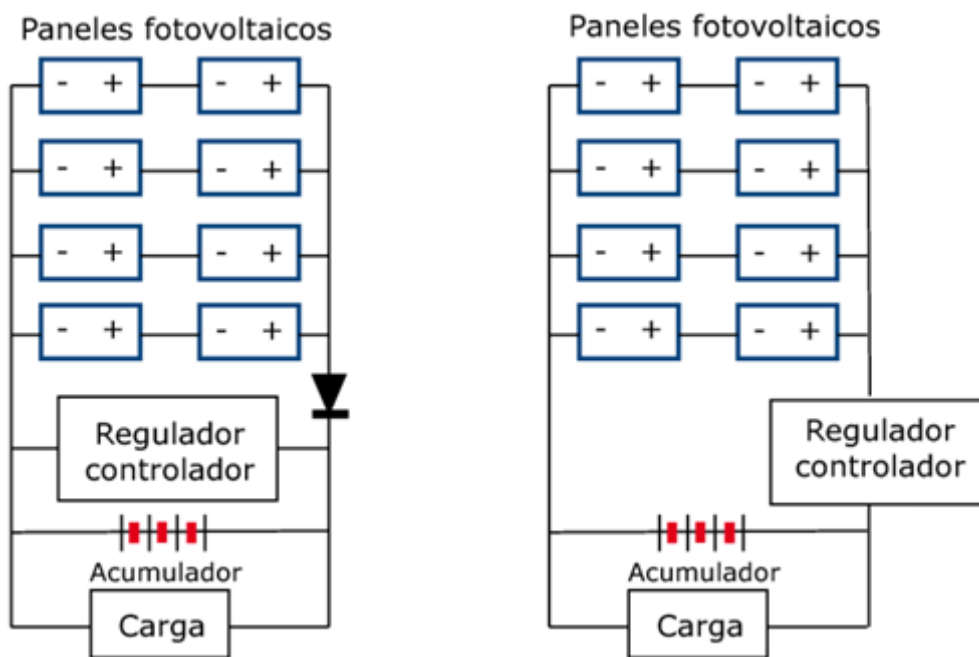 Paneles fotovoltaicos
- + - +
- + - +
- + - +
- + - +
Regulador
controlador
Acumulador
Carga
Paneles fotovoltaicos
- + - +
- + - +
- + - +
- + - +
Regulador
controlador
Acumulador
Carga